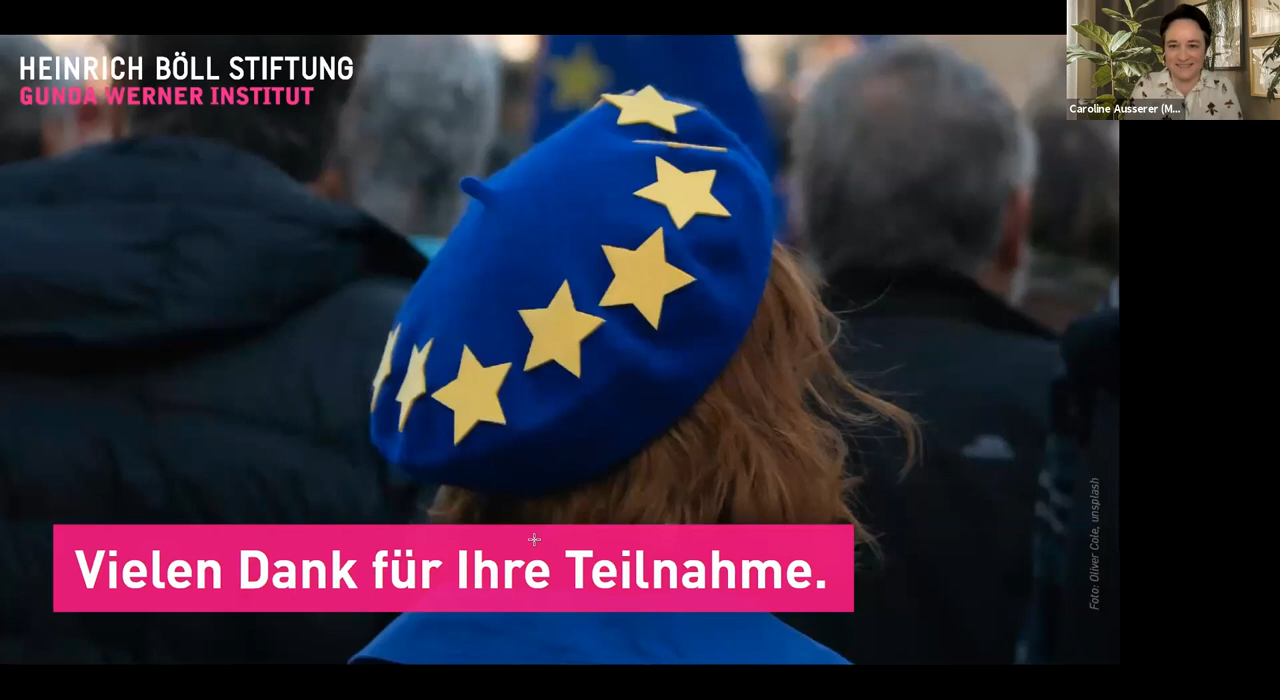 HEINRICH BÖLL STIFTUNG
GUNDA WERNER INSTITUT
Caroline Ausserer (M...
Vielen Dank für Ihre Teilnahme.
Foto: Oliver Cole, unsplash